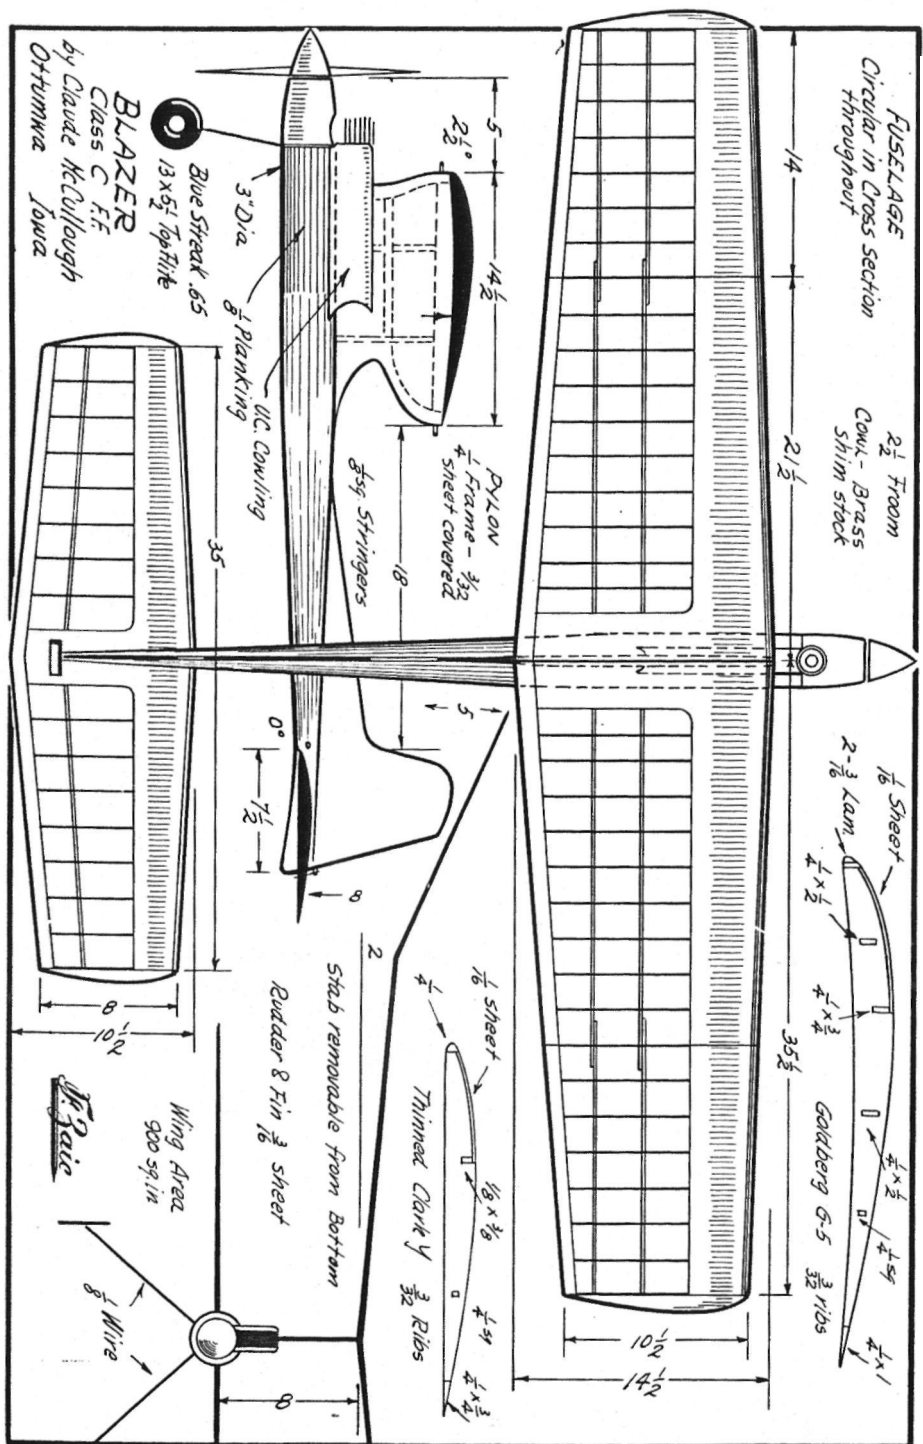 FUSELAGE
Circular in Cross section
throughout
2½ From
Cowl - Brass
shim stock
14
21½
35½
10½
14½
1/16 Sheet
2 - 3/16 Lam.
¼ x ½
¼ x ¾
¼ x ½
¼ sq
¼ x 1
Goldberg G-5 3/32 ribs
5
2½°
14½
18
PYLON
¼ Frame - 3/32
sheet covered
3" Dia
⅛ Planking
U.C. Cowling
⅛ sq. Stringers
Blue Streak .65
13 x 5½ Top Flite
BLAZER
Class C F.F.
by Claude McCullough
Ottumwa Iowa
0°
7½
8
5
2
1/16 Sheet
¼
1/8 x 3/8
¼ sq
¼ x ¾
Thinned Clark Y 3/32 Ribs
Stab removable from Bottom
Rudder & Fin 3/16 sheet
35
8
10½
Wing Area
900 sq. in
F. Zaic
⅛ Wire
8